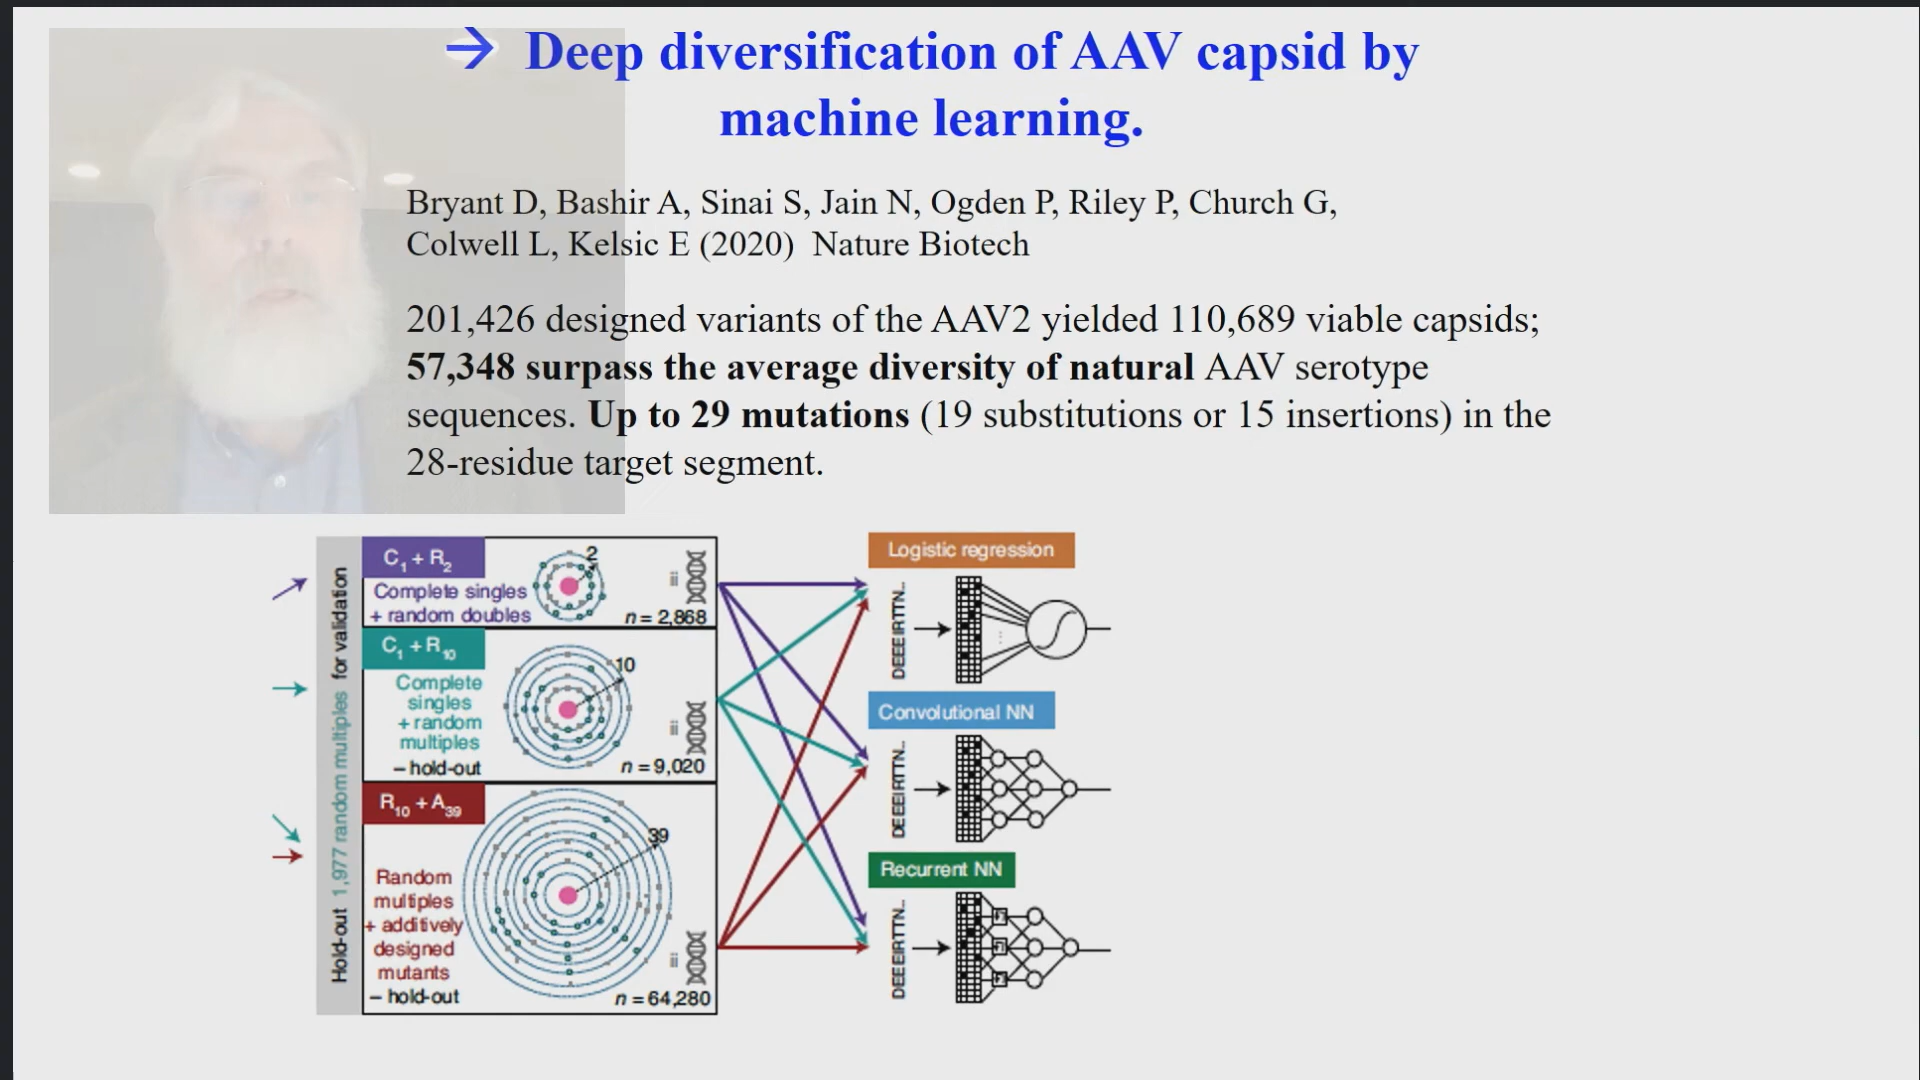 → Deep diversification of AAV capsid by
machine learning.
Bryant D, Bashir A, Sinai S, Jain N, Ogden P, Riley P, Church G,
Colwell L, Kelsic E (2020) Nature Biotech
201,426 designed variants of the AAV2 yielded 110,689 viable capsids;
57,348 surpass the average diversity of natural AAV serotype
sequences. Up to 29 mutations (19 substitutions or 15 insertions) in the
28-residue target segment.
Hold-out 1,977 random multiples for validation
C1 + R2
Complete singles
+ random doubles
2
n = 2,868
C1 + R10
Complete
singles
+ random
multiples
– hold-out
10
n = 9,020
R10 + A39
Random
multiples
+ additively
designed
mutants
– hold-out
39
n = 64,280
Logistic regression
DEEEIRTTN...
Convolutional NN
DEEEIRTTN...
Recurrent NN
DEEEIRTTN...